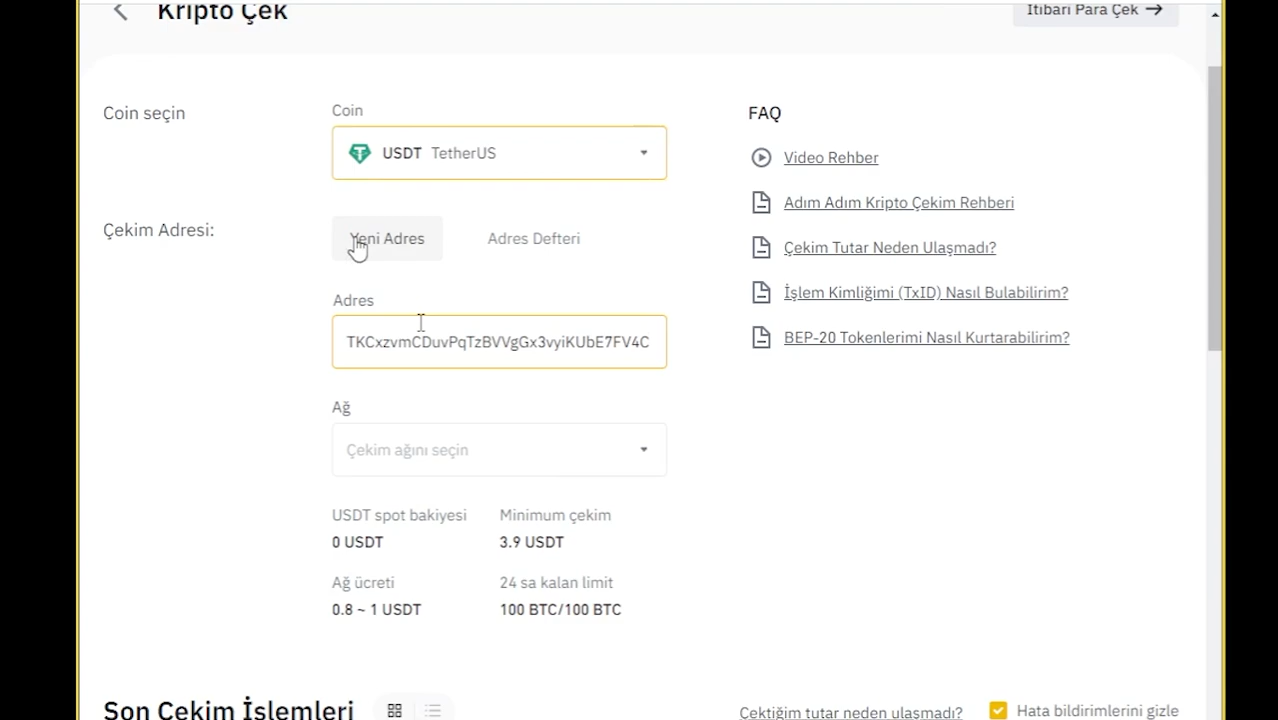 Kripto Çek
İtibari Para Çek →
Coin seçin
Coin
USDT TetherUS
Çekim Adresi:
Yeni Adres
Adres Defteri
Adres
TKCxzvmCDuvPqTzBVVgGx3vyiKUbE7FV4C
Ağ
Çekim ağını seçin
USDT spot bakiyesi
0 USDT
Minimum çekim
3.9 USDT
Ağ ücreti
0.8 ~ 1 USDT
24 sa kalan limit
100 BTC/100 BTC
FAQ
Video Rehber
Adım Adım Kripto Çekim Rehberi
Çekim Tutar Neden Ulaşmadı?
İşlem Kimliğimi (TxID) Nasıl Bulabilirim?
BEP-20 Tokenlerimi Nasıl Kurtarabilirim?
Son Çekim İşlemleri
Çektiğim tutar neden ulaşmadı?
Hata bildirimlerini gizle